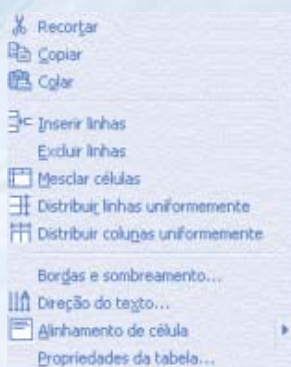 Recortar
Copiar
Colar
Inserir linhas
Excluir linhas
Mesclar células
Distribuir linhas uniformemente
Distribuir colunas uniformemente
Bordas e sombreamento...
Direção do texto...
Alinhamento de célula
Propriedades da tabela...